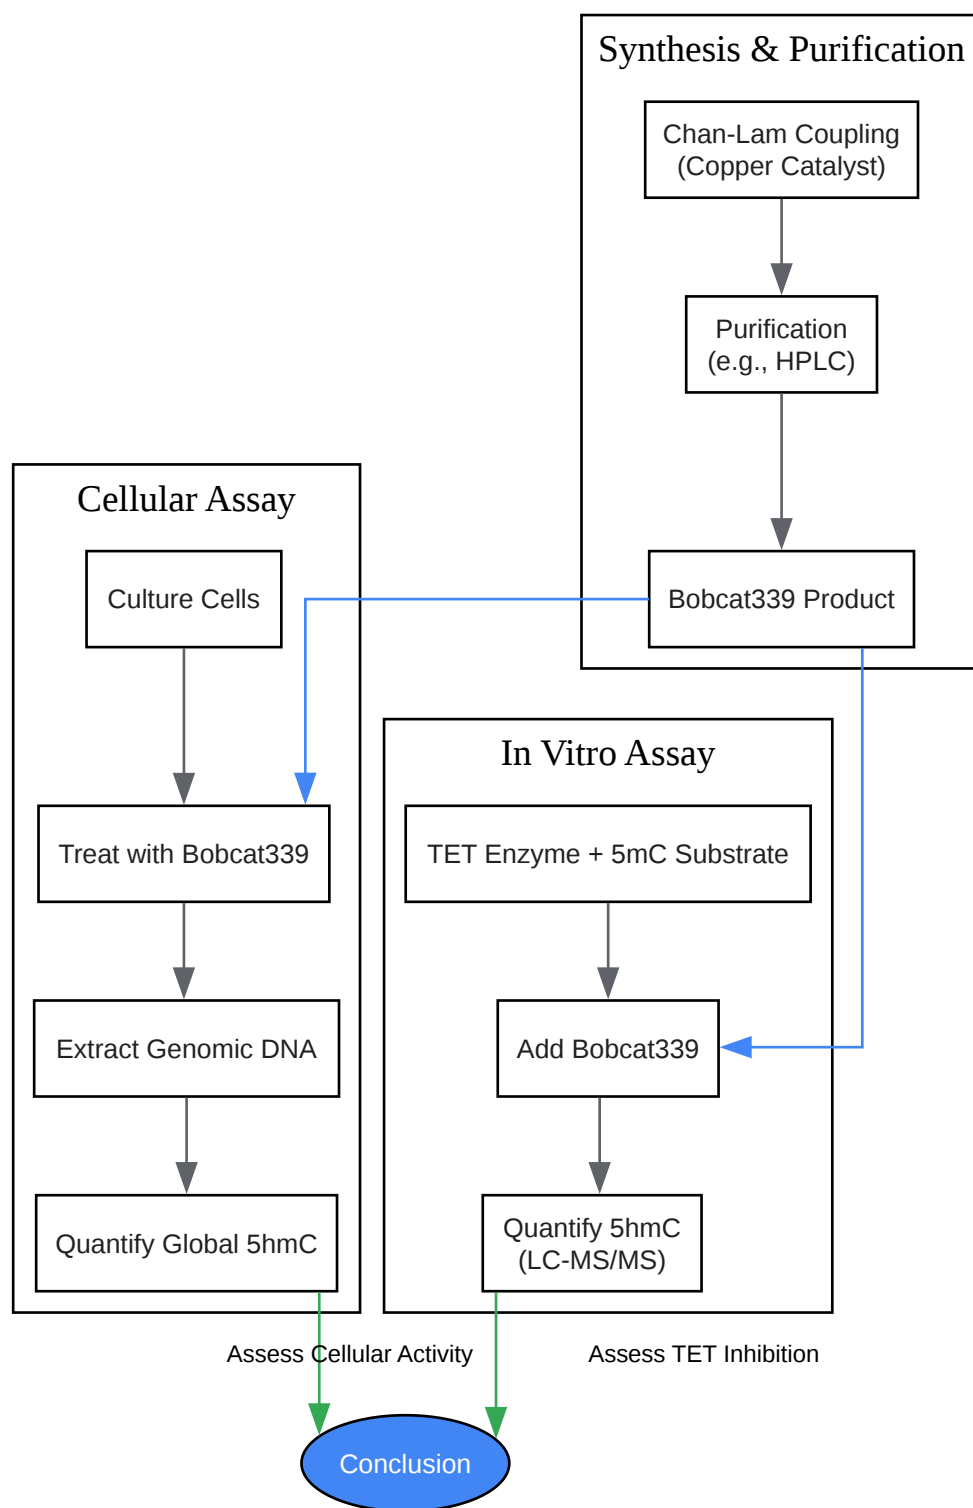 Synthesis & Purification
Chan-Lam Coupling
(Copper Catalyst)
Purification
(e.g., HPLC)
Bobcat339 Product
Cellular Assay
Culture Cells
Treat with Bobcat339
Extract Genomic DNA
Quantify Global 5hmC
In Vitro Assay
TET Enzyme + 5mC Substrate
Add Bobcat339
Quantify 5hmC
(LC-MS/MS)
Assess Cellular Activity
Assess TET Inhibition
Conclusion